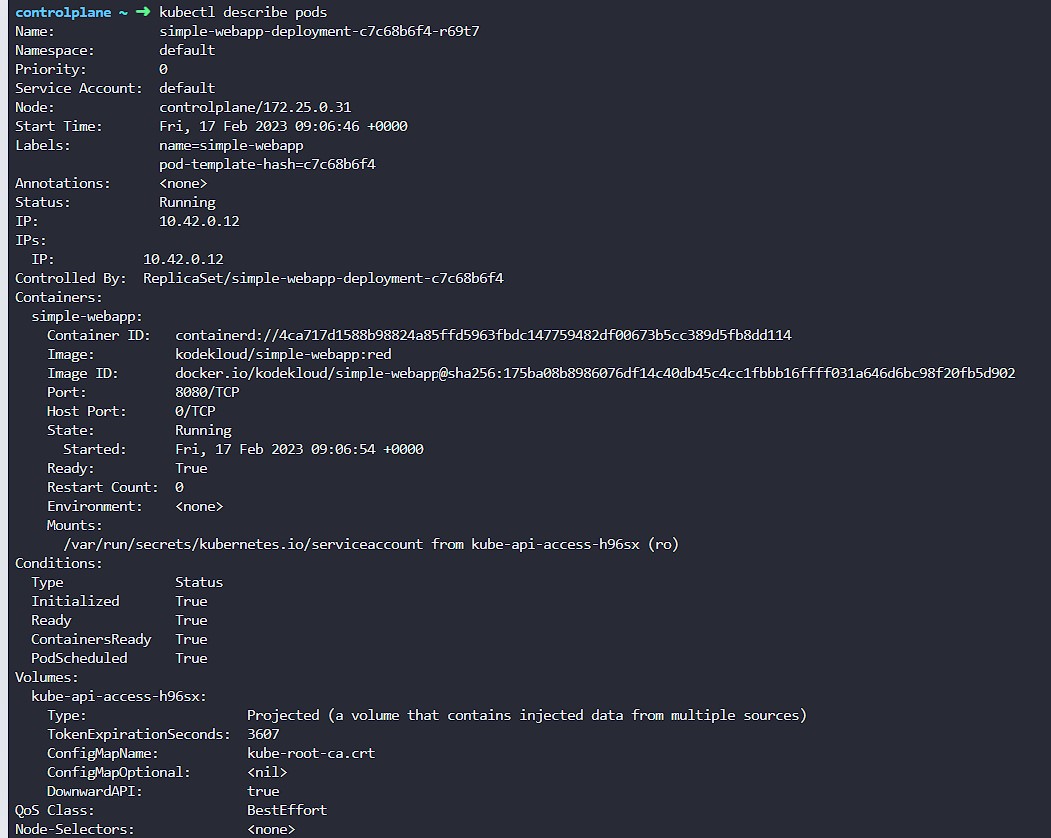 controlplane ~ ➜ kubectl describe pods
Name:             simple-webapp-deployment-c7c68b6f4-r69t7
Namespace:        default
Priority:         0
Service Account:  default
Node:             controlplane/172.25.0.31
Start Time:       Fri, 17 Feb 2023 09:06:46 +0000
Labels:           name=simple-webapp
                  pod-template-hash=c7c68b6f4
Annotations:      <none>
Status:           Running
IP:               10.42.0.12
IPs:
  IP:           10.42.0.12
Controlled By:  ReplicaSet/simple-webapp-deployment-c7c68b6f4
Containers:
  simple-webapp:
    Container ID:   containerd://4ca717d1588b98824a85ffd5963fbdc147759482df00673b5cc389d5fb8dd114
    Image:          kodekloud/simple-webapp:red
    Image ID:       docker.io/kodekloud/simple-webapp@sha256:175ba08b8986076df14c40db45c4cc1fbbb16ffff031a646d6bc98f20fb5d902
    Port:           8080/TCP
    Host Port:      0/TCP
    State:          Running
      Started:      Fri, 17 Feb 2023 09:06:54 +0000
    Ready:          True
    Restart Count:  0
    Environment:    <none>
    Mounts:
      /var/run/secrets/kubernetes.io/serviceaccount from kube-api-access-h96sx (ro)
Conditions:
  Type              Status
  Initialized       True
  Ready             True
  ContainersReady   True
  PodScheduled      True
Volumes:
  kube-api-access-h96sx:
    Type:                    Projected (a volume that contains injected data from multiple sources)
    TokenExpirationSeconds:  3607
    ConfigMapName:           kube-root-ca.crt
    ConfigMapOptional:       <nil>
    DownwardAPI:             true
QoS Class:                   BestEffort
Node-Selectors:              <none>